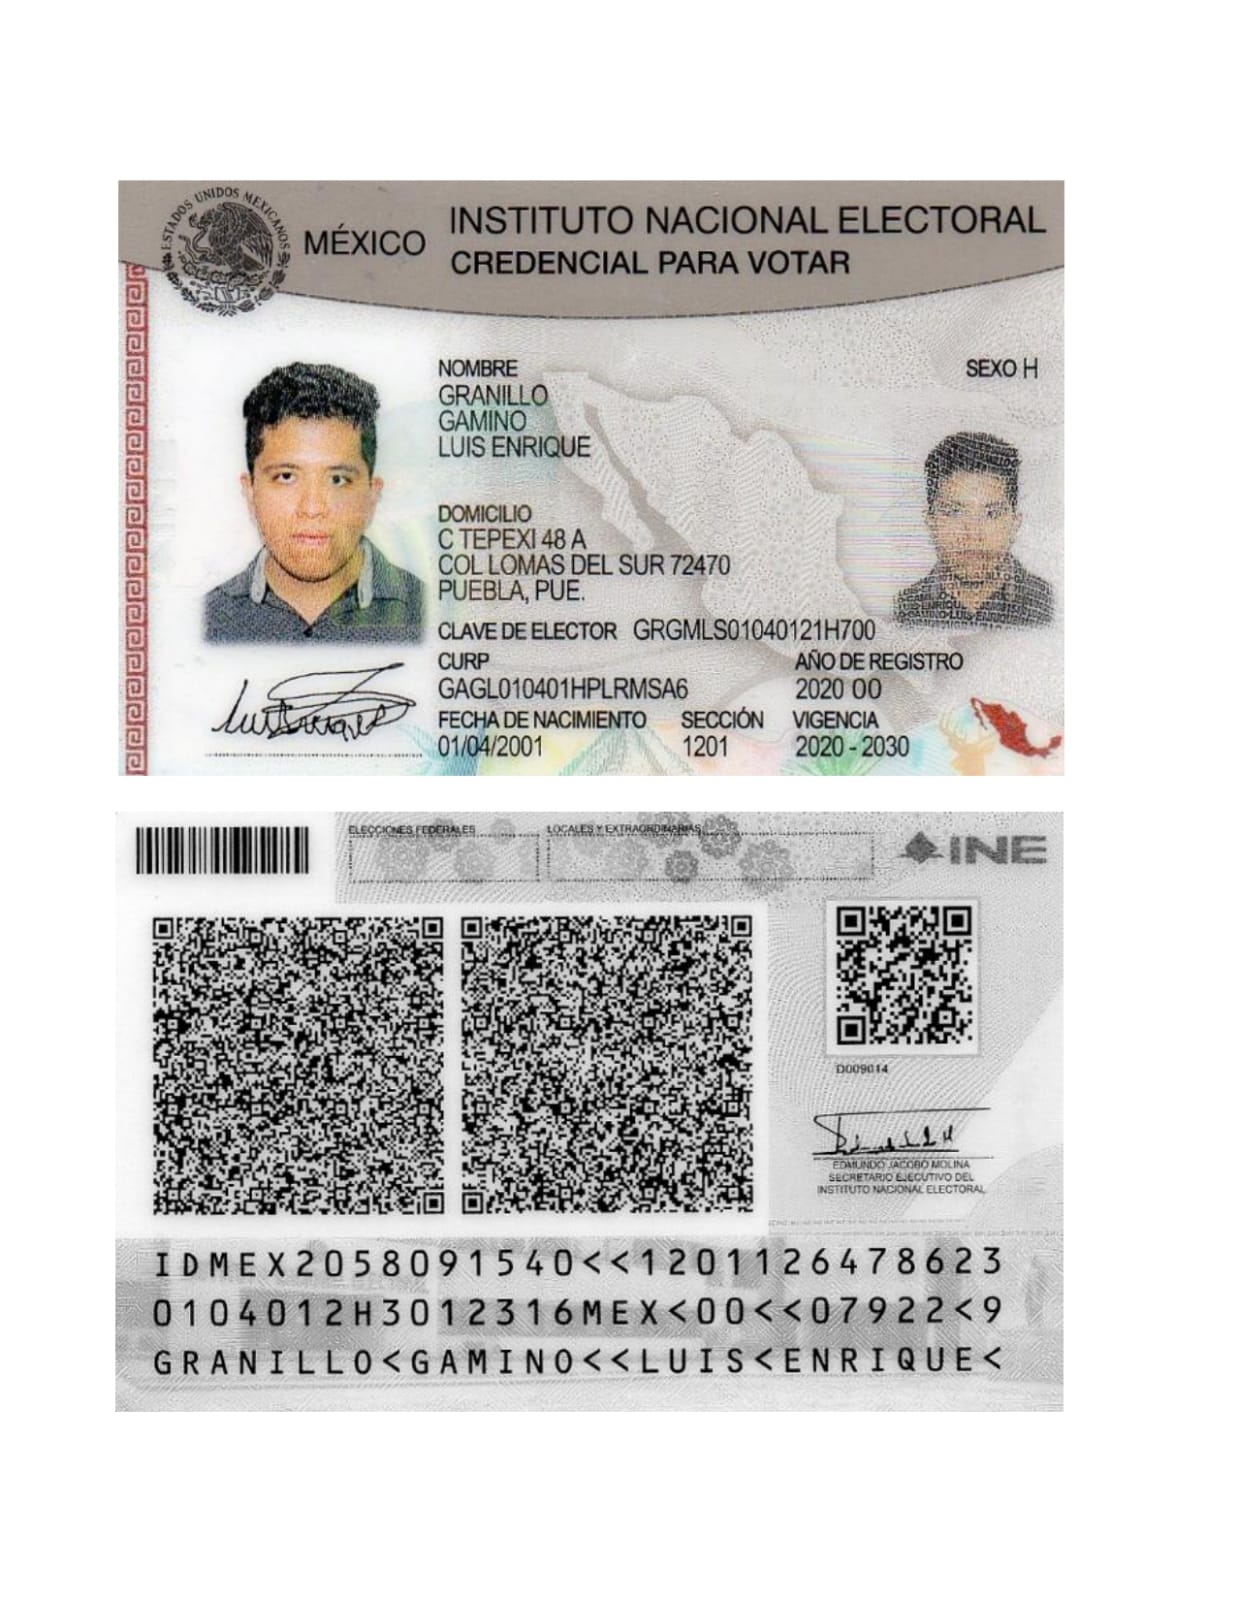 ESTADOS UNIDOS MEXICANOS
MÉXICO
INSTITUTO NACIONAL ELECTORAL
CREDENCIAL PARA VOTAR
NOMBRE
SEXO H
GRANILLO
GAMINO
LUIS ENRIQUE
DOMICILIO
C TEPEXI 48 A
COL LOMAS DEL SUR 72470
PUEBLA, PUE.
CLAVE DE ELECTOR GRGMLS01040121H700
CURP
AÑO DE REGISTRO
GAGL010401HPLRMSA6
2020 00
FECHA DE NACIMIENTO SECCIÓN VIGENCIA
01/04/2001 1201 2020 - 2030
ELECCIONES FEDERALES
LOCALES Y EXTRAORDINARIAS
INE
D009014
EDMUNDO JACOBO MOLINA
SECRETARIO EJECUTIVO DEL
INSTITUTO NACIONAL ELECTORAL
IDMEX2058091540<<1201126478623
0104012H3012316MEX<00<<07922<9
GRANILLO<GAMINO<<LUIS<ENRIQUE<